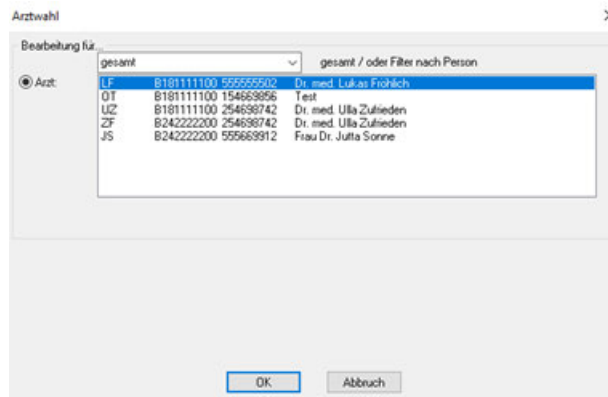 Arztwahl
Bearbeitung für...
gesamt gesamt / oder Filter nach Person
Arzt:
LF B181111100 555555502 Dr. med. Lukas Fröhlich
OT B181111100 154669856 Test
UZ B181111100 254698742 Dr. med. Ulla Zufrieden
ZF B242222200 254698742 Dr. med. Ulla Zufrieden
JS B242222200 555669912 Frau Dr. Jutta Sonne
OK Abbruch